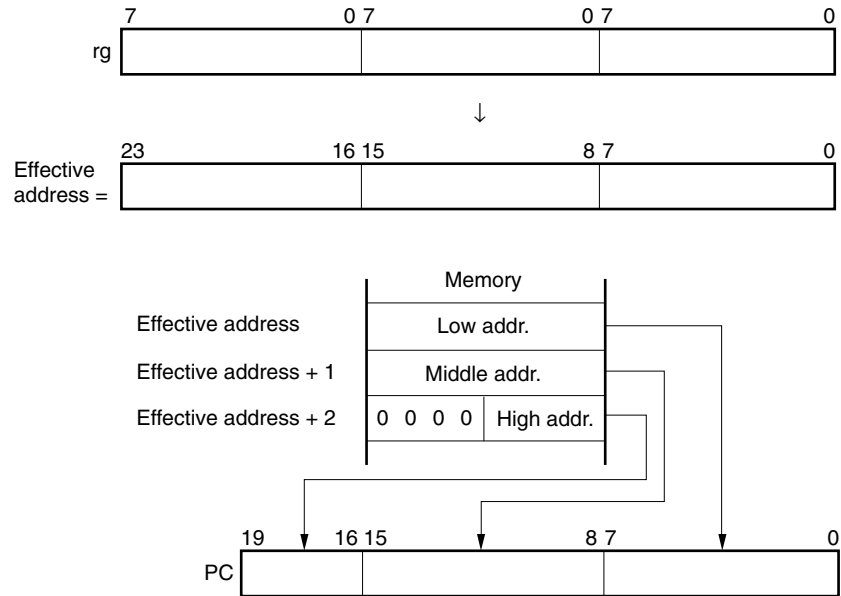 7 0 7 0 7 0
rg
↓
23 16 15 8 7 0
Effective
address =
Memory
Effective address Low addr.
Effective address + 1 Middle addr.
Effective address + 2 0 0 0 0 High addr.
19 16 15 8 7 0
PC